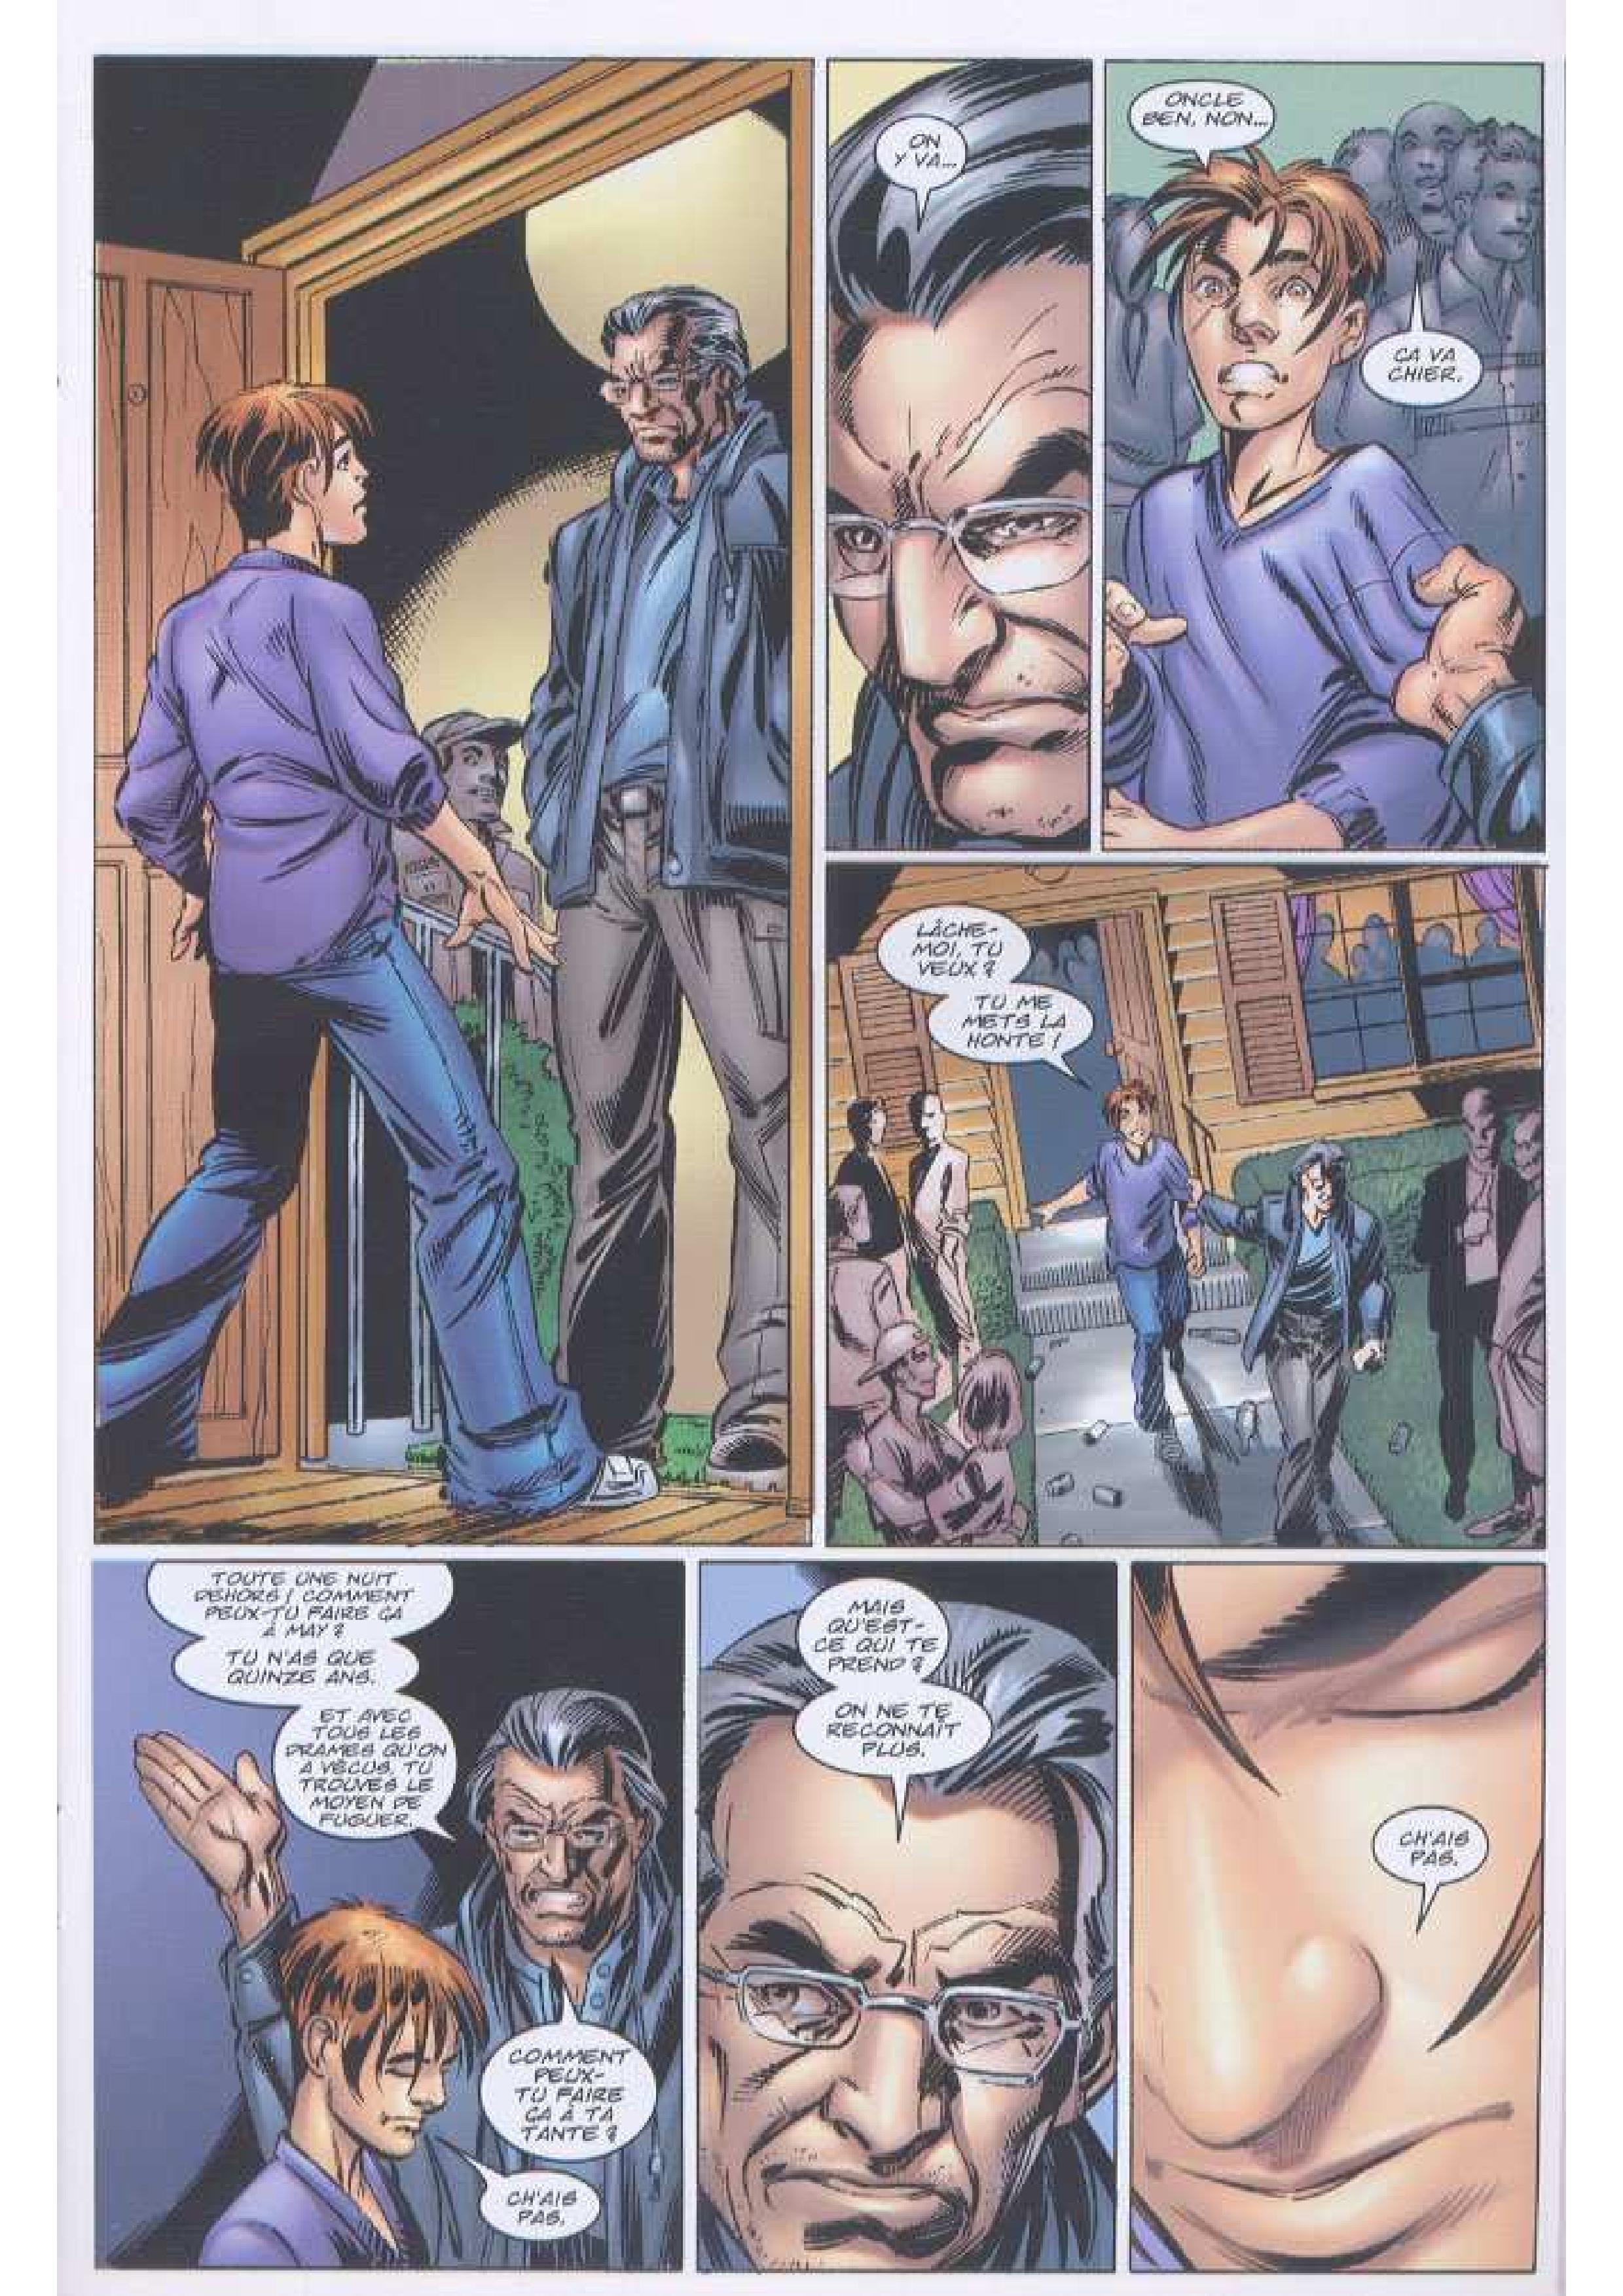 ON
Y VA...
ONCLE
BEN, NON...
ÇA VA
CHIER.
LÂCHE-
MOI, TU
VEUX ?
TU ME
METS LA
HONTE !
TOUTE UNE NUIT
DEHORS ! COMMENT
PEUX-TU FAIRE ÇA
À MAY ?
TU N'AS QUE
QUINZE ANS.
ET AVEC
TOUS LES
DRAMES QU'ON
A VÉCUS, TU
TROUVES LE
MOYEN DE
FUGUER.
COMMENT
PEUX-
TU FAIRE
ÇA À TA
TANTE ?
CH'AIS
PAS.
MAIS
QU'EST-
CE QUI TE
PREND ?
ON NE TE
RECONNAÎT
PLUS.
CH'AIS
PAS.